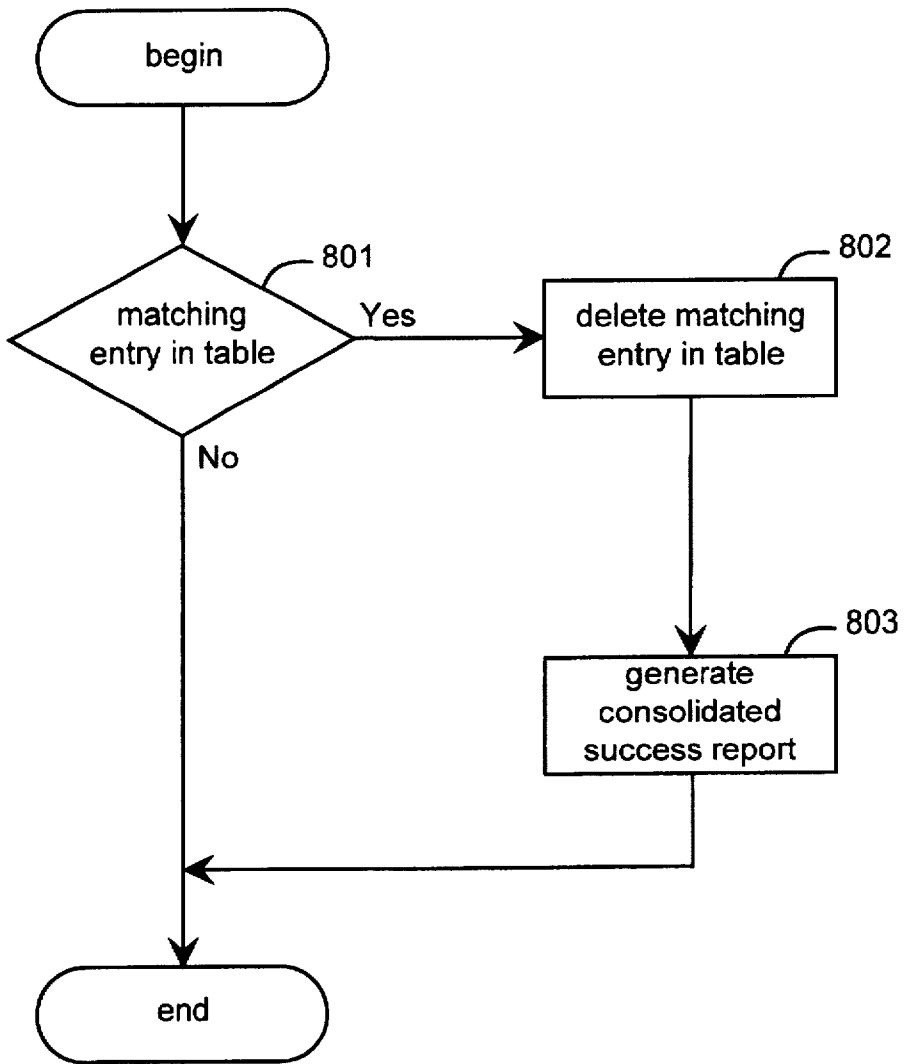 begin
801
matching
entry in table
Yes
No
802
delete matching
entry in table
803
generate
consolidated
success report
end